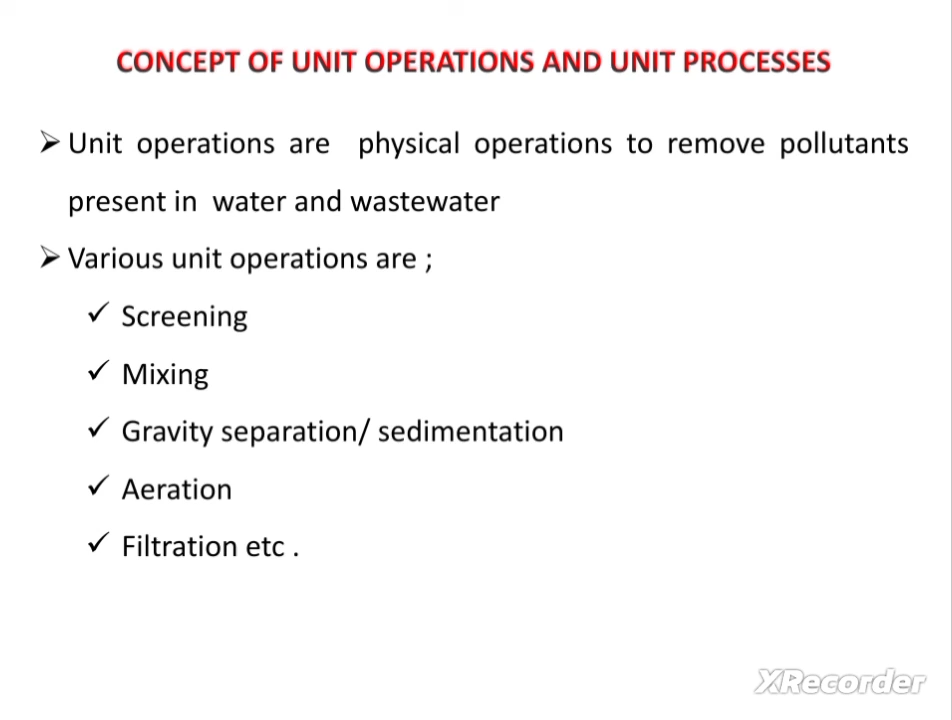 CONCEPT OF UNIT OPERATIONS AND UNIT PROCESSES
Unit operations are physical operations to remove pollutants
present in water and wastewater
Various unit operations are ;
Screening
Mixing
Gravity separation/ sedimentation
Aeration
Filtration etc .
XRecorder